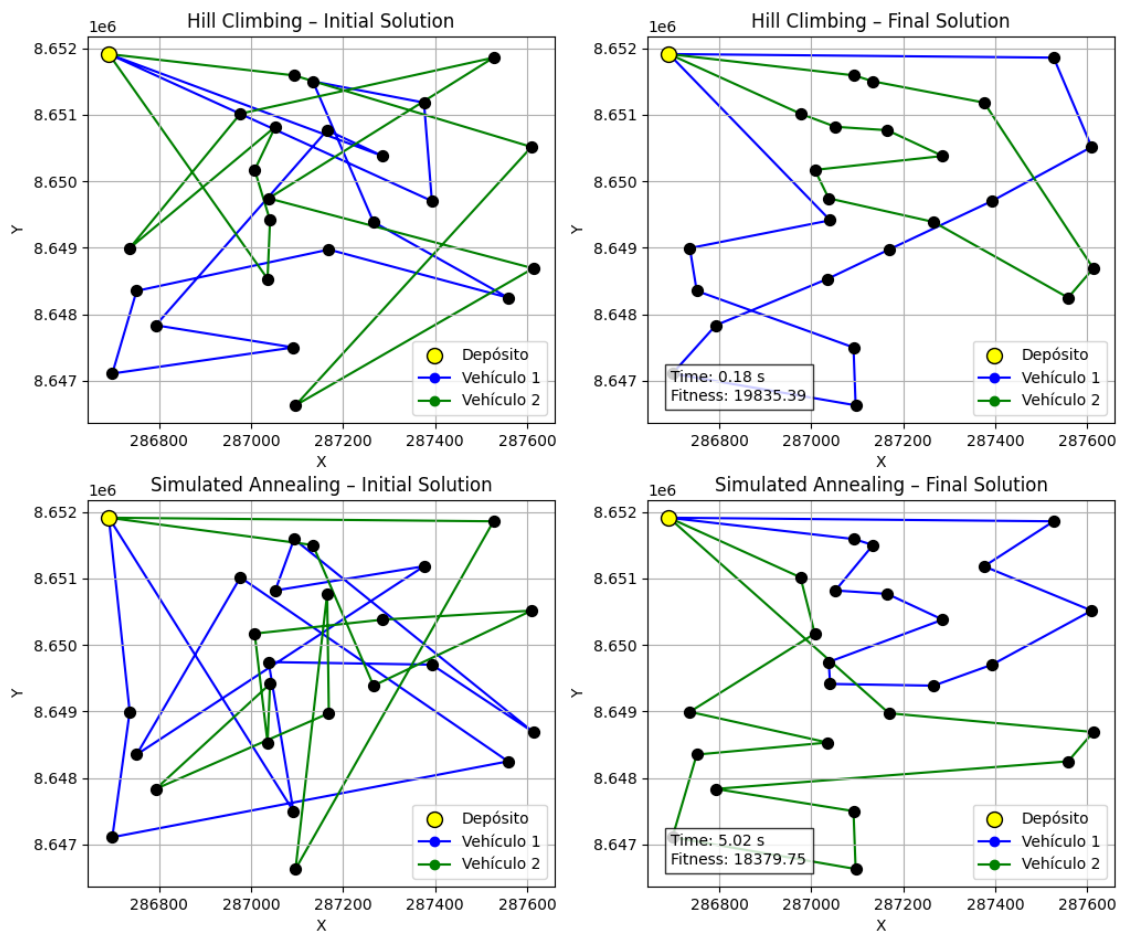 Hill Climbing – Initial Solution
1e6
8.652
8.651
8.650
8.649
8.648
8.647
Y
286800
287000
287200
287400
287600
X
Depósito
Vehículo 1
Vehículo 2
Hill Climbing – Final Solution
1e6
8.652
8.651
8.650
8.649
8.648
8.647
Y
286800
287000
287200
287400
287600
X
Time: 0.18 s
Fitness: 19835.39
Depósito
Vehículo 1
Vehículo 2
Simulated Annealing – Initial Solution
1e6
8.652
8.651
8.650
8.649
8.648
8.647
Y
286800
287000
287200
287400
287600
X
Depósito
Vehículo 1
Vehículo 2
Simulated Annealing – Final Solution
1e6
8.652
8.651
8.650
8.649
8.648
8.647
Y
286800
287000
287200
287400
287600
X
Time: 5.02 s
Fitness: 18379.75
Depósito
Vehículo 1
Vehículo 2